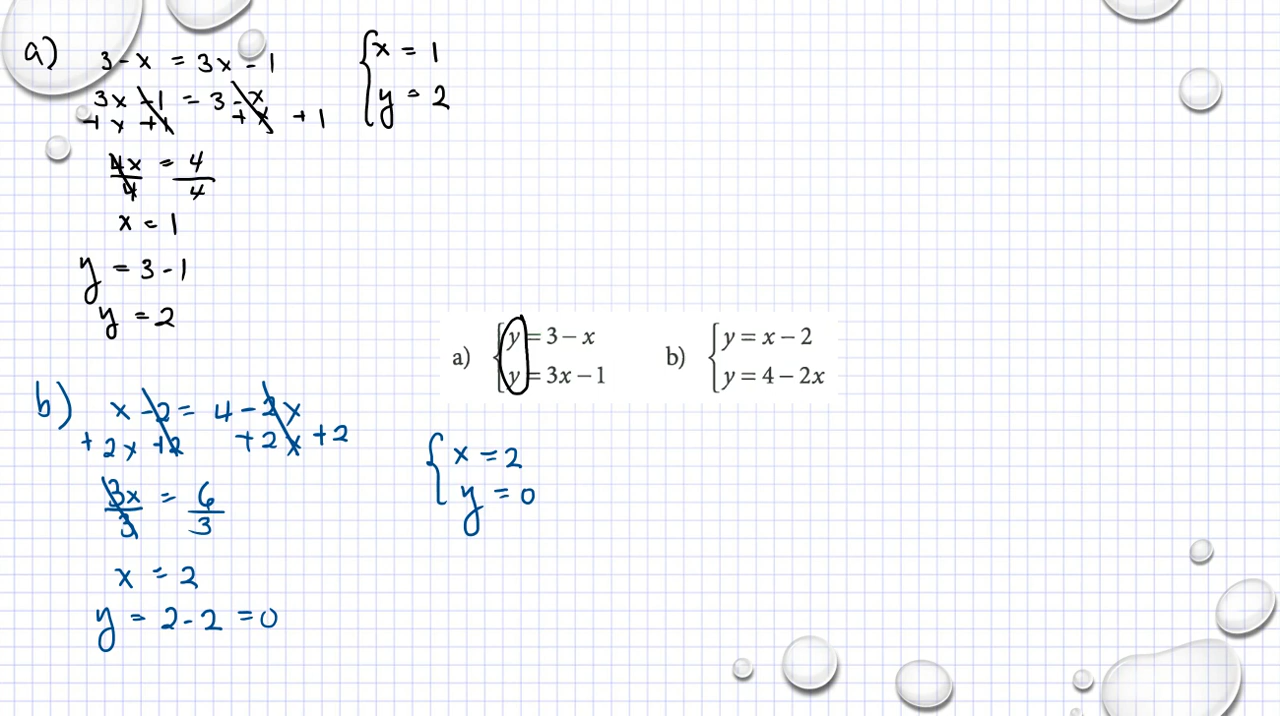 a)
3 - x = 3x - 1
3x - 1 = 3 - x
+ x + 1 + x + 1
4x = 4
4 4
x = 1
y = 3 - 1
y = 2
{ x = 1
y = 2
a) { y = 3 − x
y = 3x − 1
b) { y = x − 2
y = 4 − 2x
b)
x - 2 = 4 - 2x
+ 2x + 2 + 2x + 2
3x = 6
3 3
x = 2
y = 2 - 2 = 0
{ x = 2
y = 0